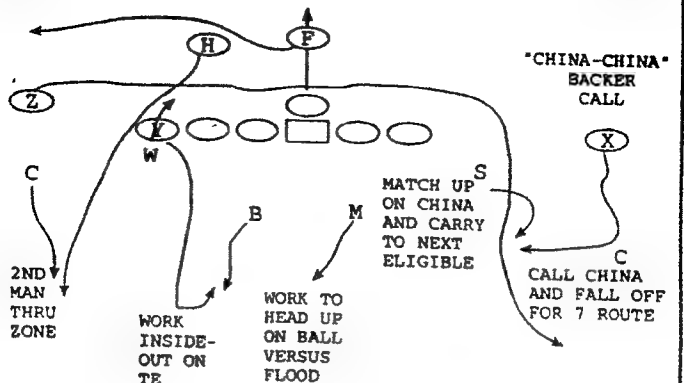 H
F
"CHINA-CHINA"
BACKER
CALL
Z
Y
X
W
C
S
MATCH UP
ON CHINA
AND CARRY
TO NEXT
ELIGIBLE
B
M
C
CALL CHINA
AND FALL OFF
FOR 7 ROUTE
2ND
MAN
THRU
ZONE
WORK
INSIDE-
OUT ON
TE
WORK TO
HEAD UP
ON BALL
VERSUS
FLOOD